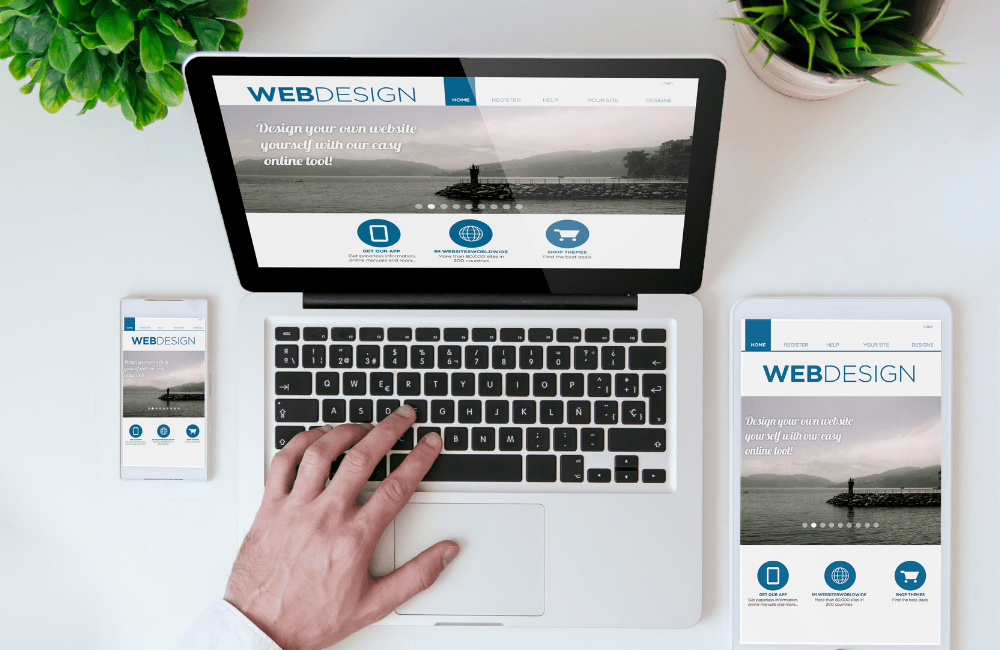 Login
WEBDESIGN
HOME REGISTER HELP YOUR SITE DESIGNS
Design your own website
yourself with our easy
online tool!
GET OUR APP
Get paperless information,
online manuals and more...
WEBSITESWORLDWIDE
More than 80.000 sites in
200 countries
SHOP THEMES
Find the best deals
esc
Q W E € R T Y U I O P
A S D G H J K L Ñ Ç
B N M
HOME
WEBDESIGN
Design your own website
yourself with our easy
online tool!
Login
HOME REGISTER HELP YOUR SITE DESIGNS
WEBDESIGN
Design your own website
yourself with our easy
online tool!
GET OUR APP
Get paperless information,
online manuals and more...
WEBSITESWORLDWIDE
More than 80.000 sites in
200 countries
SHOP THEMES
Find the best deals